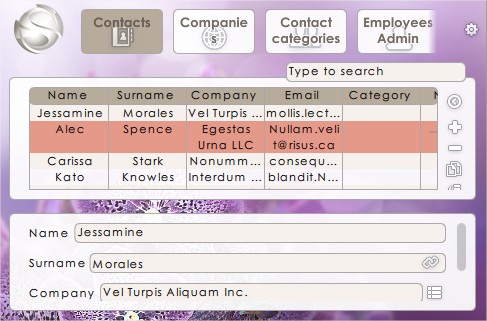 Contacts
Companie
s
Contact
categories
Employees
Admin
Type to search
Name Surname Company Email Category
Jessamine Morales Vel Turpis ... mollis.lect...
Alec Spence Egestas Nullam.veli ...
Urna LLC t@risus.ca
Carissa Stark Nonumm... consequ...
Kato Knowles Interdum ... blandit.N...
Name Jessamine
Surname Morales
Company Vel Turpis Aliquam Inc.